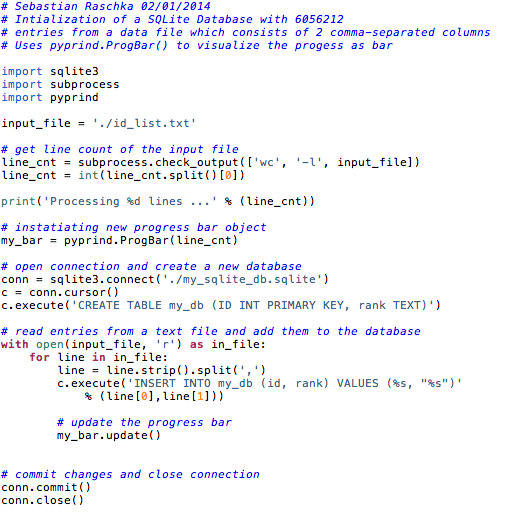 # Sebastian Raschka 02/01/2014
# Intialization of a SQLite Database with 6056212
# entries from a data file which consists of 2 comma-separated columns
# Uses pyprind.ProgBar() to visualize the progess as bar

import sqlite3
import subprocess
import pyprind

input_file = './id_list.txt'

# get line count of the input file
line_cnt = subprocess.check_output(['wc', '-l', input_file])
line_cnt = int(line_cnt.split()[0])

print('Processing %d lines ...' % (line_cnt))

# instatiating new progress bar object
my_bar = pyprind.ProgBar(line_cnt)

# open connection and create a new database
conn = sqlite3.connect('./my_sqlite_db.sqlite')
c = conn.cursor()
c.execute('CREATE TABLE my_db (ID INT PRIMARY KEY, rank TEXT)')

# read entries from a text file and add them to the database
with open(input_file, 'r') as in_file:
    for line in in_file:
        line = line.strip().split(',')
        c.execute('INSERT INTO my_db (id, rank) VALUES (%s, "%s")'
            % (line[0],line[1]))

        # update the progress bar
        my_bar.update()


# commit changes and close connection
conn.commit()
conn.close()